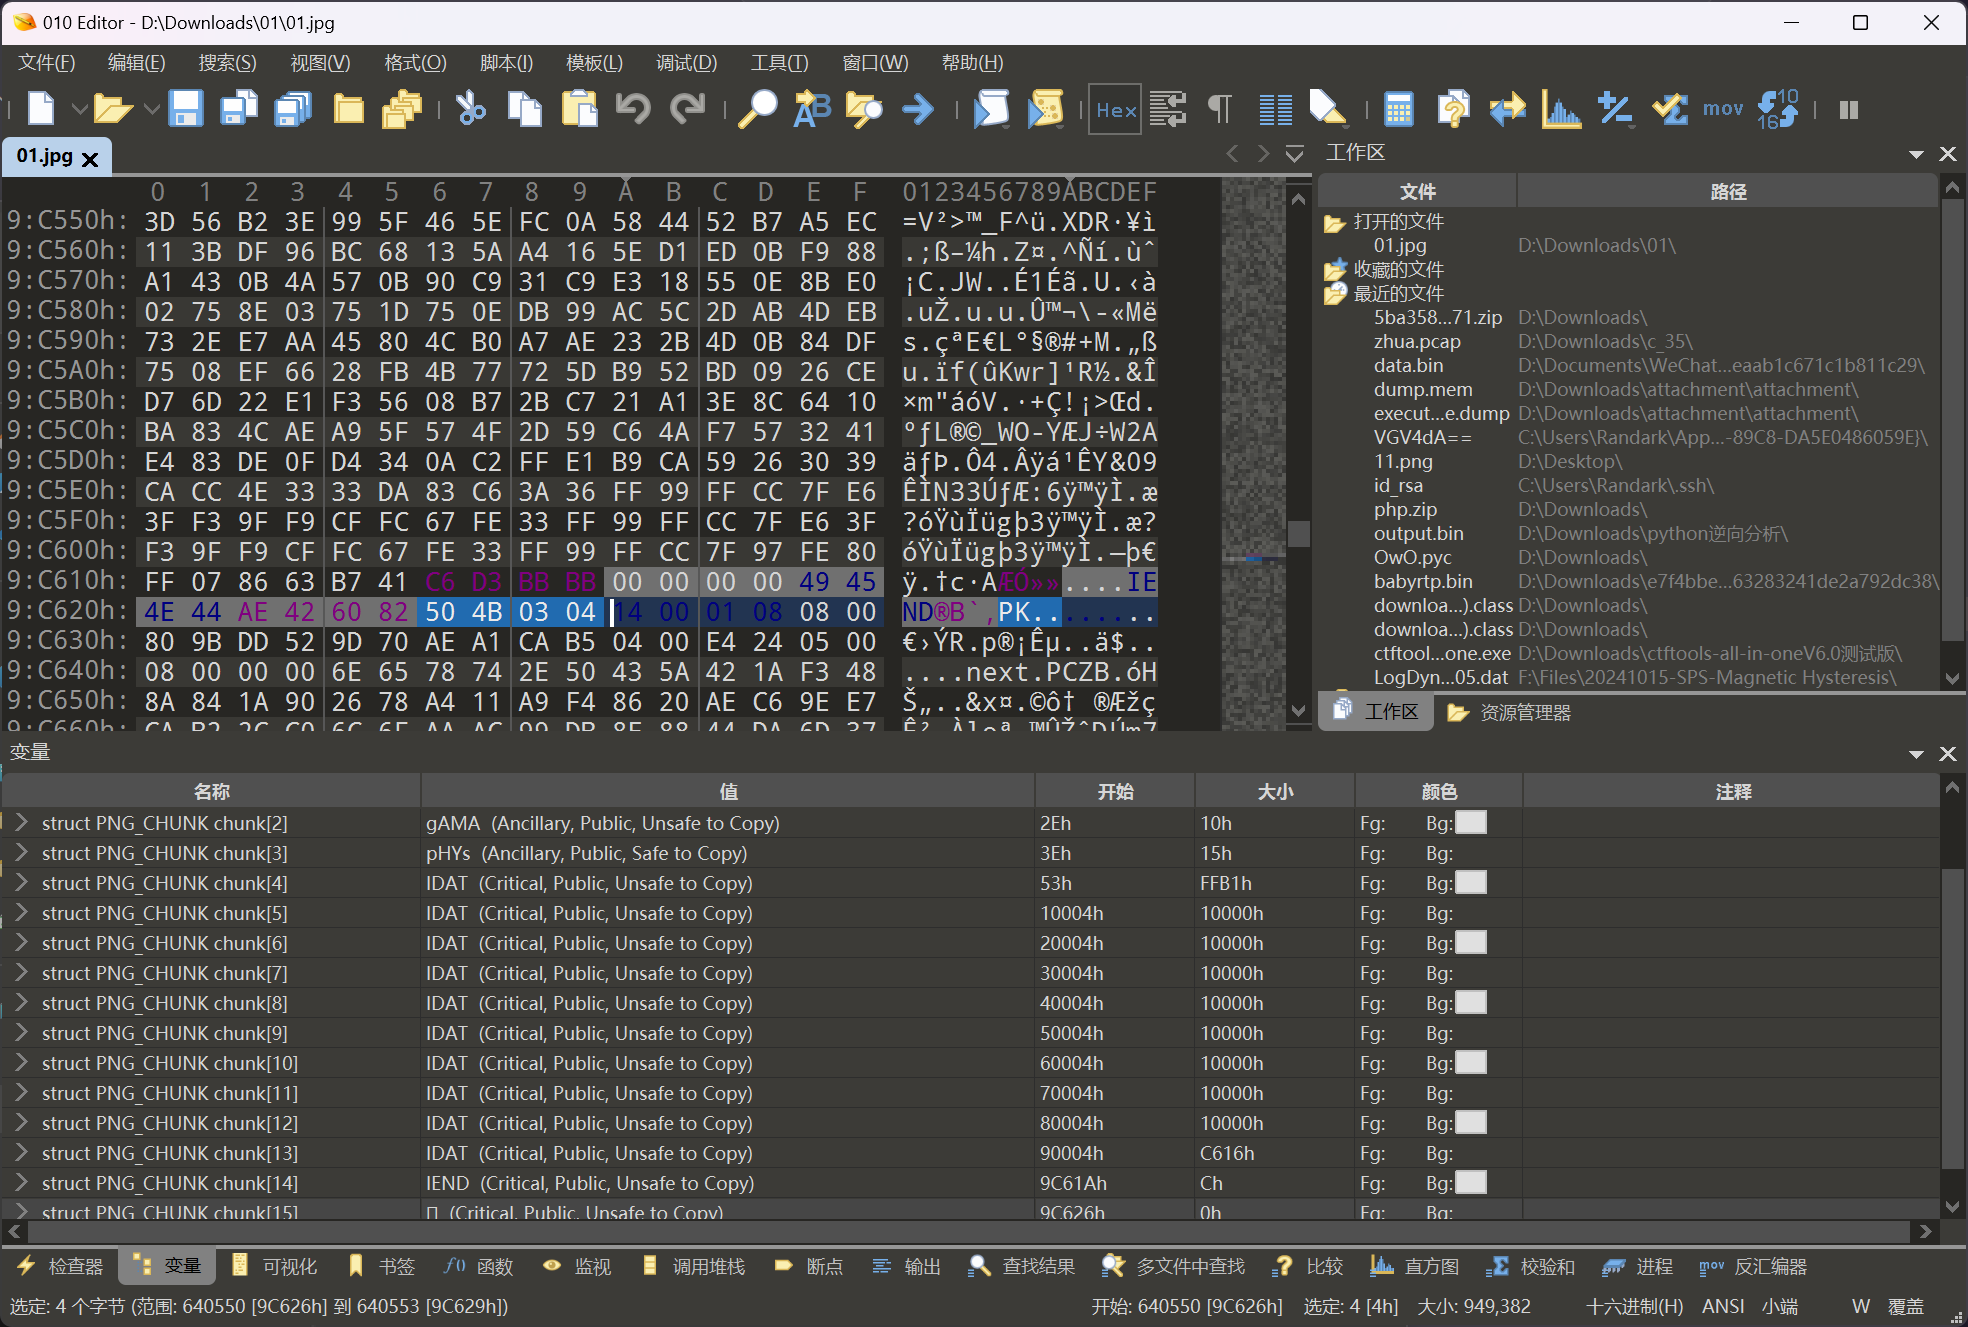 010 Editor - D:\Downloads\01\01.jpg
文件(F) 编辑(E) 搜索(S) 视图(V) 格式(O) 脚本(I) 模板(L) 调试(D) 工具(T) 窗口(W) 帮助(H)
Hex mov
01.jpg
0 1 2 3 4 5 6 7 8 9 A B C D E F 0123456789ABCDEF
9:C550h: 3D 56 B2 3E 99 5F 46 5E FC 0A 58 44 52 B7 A5 EC =V²>™_F^ü.XDR·¥ì
9:C560h: 11 3B DF 96 BC 68 13 5A A4 16 5E D1 ED 0B F9 88 .;ß–¼h.Z¤.^Ñí.ùˆ
9:C570h: A1 43 0B 4A 57 0B 90 C9 31 C9 E3 18 55 0E 8B E0 ¡C.JW..É1Éã.U.‹à
9:C580h: 02 75 8E 03 75 1D 75 0E DB 99 AC 5C 2D AB 4D EB .uŽ.u.u.Û™¬\-«Më
9:C590h: 73 2E E7 AA 45 80 4C B0 A7 AE 23 2B 4D 0B 84 DF s.çªE€L°§®#+M.„ß
9:C5A0h: 75 08 EF 66 28 FB 4B 77 72 5D B9 52 BD 09 26 CE u.ïf(ûKwr]¹R½.&Î
9:C5B0h: D7 6D 22 E1 F3 56 08 B7 2B C7 21 A1 3E 8C 64 10 ×m"áóV.·+Ç!¡>Œd.
9:C5C0h: BA 83 4C AE A9 5F 57 4F 2D 59 C6 4A F7 57 32 41 ºƒL®©_WO-YÆJ÷W2A
9:C5D0h: E4 83 DE 0F D4 34 0A C2 FF E1 B9 CA 59 26 30 39 äƒÞ.Ô4.Âÿá¹ÊY&09
9:C5E0h: CA CC 4E 33 33 DA 83 C6 3A 36 FF 99 FF CC 7F E6 ÊÌN33ÚƒÆ:6ÿ™ÿÌ.æ
9:C5F0h: 3F F3 9F F9 CF FC 67 FE 33 FF 99 FF CC 7F E6 3F ?óŸùÏügþ3ÿ™ÿÌ.æ?
9:C600h: F3 9F F9 CF FC 67 FE 33 FF 99 FF CC 7F 97 FE 80 óŸùÏügþ3ÿ™ÿÌ.—þ€
9:C610h: FF 07 86 63 B7 41 C6 D3 BB BB 00 00 00 00 49 45 ÿ.†c·AÆÓ»»....IE
9:C620h: 4E 44 AE 42 60 82 50 4B 03 04 14 00 01 08 08 00 ND®B`‚PK........
9:C630h: 80 9B DD 52 9D 70 AE A1 CA B5 04 00 E4 24 05 00 €›ÝR.p®¡Êµ..ä$..
9:C640h: 08 00 00 00 6E 65 78 74 2E 50 43 5A 42 1A F3 48 ....next.PCZB.óH
9:C650h: 8A 84 1A 90 26 78 A4 11 A9 F4 86 20 AE C6 9E E7 Š„..&x¤.©ô† ®Æžç
工作区
文件 路径
打开的文件
01.jpg D:\Downloads\01\
收藏的文件
最近的文件
5ba358...71.zip D:\Downloads\
zhua.pcap D:\Downloads\c_35\
data.bin D:\Documents\WeChat...eaab1c671c1b811c29\
dump.mem D:\Downloads\attachment\attachment\
execut...e.dump D:\Downloads\attachment\attachment\
VGV4dA== C:\Users\Randark\App...-89C8-DA5E0486059E}\
11.png D:\Desktop\
id_rsa C:\Users\Randark\.ssh\
php.zip D:\Downloads\
output.bin D:\Downloads\python逆向分析\
OwO.pyc D:\Downloads\
babyrtp.bin D:\Downloads\e7f4bbe...63283241de2a792dc38\
downloa...).class D:\Downloads\
downloa...).class D:\Downloads\
ctftool...one.exe D:\Downloads\ctftools-all-in-oneV6.0测试版\
LogDyn...05.dat F:\Files\20241015-SPS-Magnetic Hysteresis\
工作区 资源管理器
变量
名称 值 开始 大小 颜色 注释
struct PNG_CHUNK chunk[2] gAMA (Ancillary, Public, Unsafe to Copy) 2Eh 10h Fg: Bg:
struct PNG_CHUNK chunk[3] pHYs (Ancillary, Public, Safe to Copy) 3Eh 15h Fg: Bg:
struct PNG_CHUNK chunk[4] IDAT (Critical, Public, Unsafe to Copy) 53h FFB1h Fg: Bg:
struct PNG_CHUNK chunk[5] IDAT (Critical, Public, Unsafe to Copy) 10004h 10000h Fg: Bg:
struct PNG_CHUNK chunk[6] IDAT (Critical, Public, Unsafe to Copy) 20004h 10000h Fg: Bg:
struct PNG_CHUNK chunk[7] IDAT (Critical, Public, Unsafe to Copy) 30004h 10000h Fg: Bg:
struct PNG_CHUNK chunk[8] IDAT (Critical, Public, Unsafe to Copy) 40004h 10000h Fg: Bg:
struct PNG_CHUNK chunk[9] IDAT (Critical, Public, Unsafe to Copy) 50004h 10000h Fg: Bg:
struct PNG_CHUNK chunk[10] IDAT (Critical, Public, Unsafe to Copy) 60004h 10000h Fg: Bg:
struct PNG_CHUNK chunk[11] IDAT (Critical, Public, Unsafe to Copy) 70004h 10000h Fg: Bg:
struct PNG_CHUNK chunk[12] IDAT (Critical, Public, Unsafe to Copy) 80004h 10000h Fg: Bg:
struct PNG_CHUNK chunk[13] IDAT (Critical, Public, Unsafe to Copy) 90004h C616h Fg: Bg:
struct PNG_CHUNK chunk[14] IEND (Critical, Public, Unsafe to Copy) 9C61Ah Ch Fg: Bg:
struct PNG_CHUNK chunk[15] (Critical, Public, Unsafe to Copy) 9C626h 0h Fg: Bg:
检查器 变量 可视化 书签 函数 监视 调用堆栈 断点 输出 查找结果 多文件中查找 比较 直方图 校验和 进程 反汇编器
选定: 4 个字节 (范围: 640550 [9C626h] 到 640553 [9C629h]) 开始: 640550 [9C626h] 选定: 4 [4h] 大小: 949,382 十六进制(H) ANSI 小端 W 覆盖